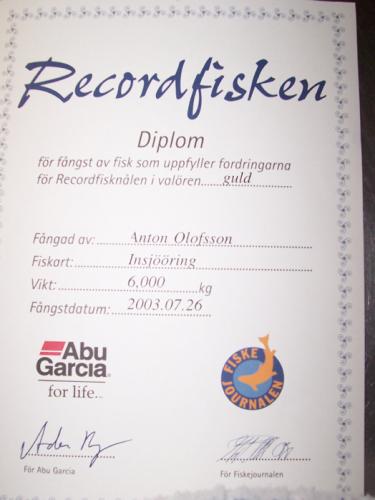 Recordfisken
Diplom
för fångst av fisk som uppfyller fordringarna
för Recordfisknålen i valören......guld
Fångad av: Anton Olofsson
Fiskart: Insjööring
Vikt: 6,000 kg
Fångstdatum: 2003.07.26
Abu
Garcia®
for life..
FISKE
JOURNALEN
För Abu Garcia
För Fiskejournalen